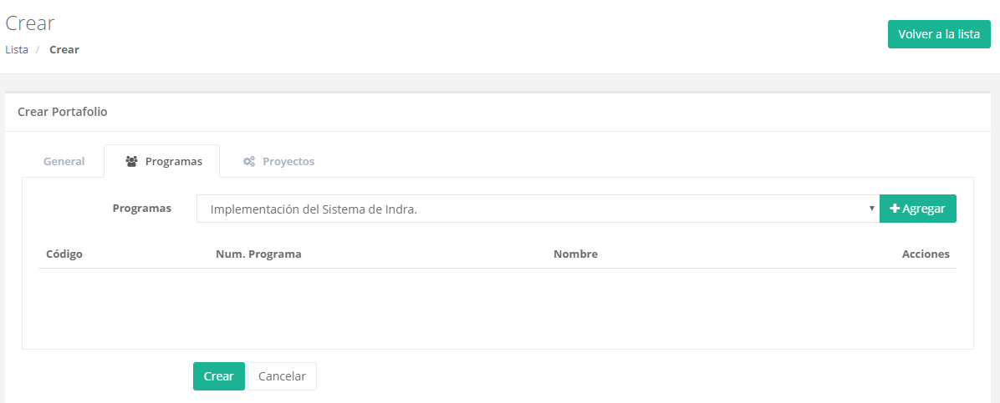 Crear
Volver a la lista
Lista / Crear
Crear Portafolio
General Programas Proyectos
Programas Implementación del Sistema de Indra. Agregar
Código Num. Programa Nombre Acciones
Crear Cancelar